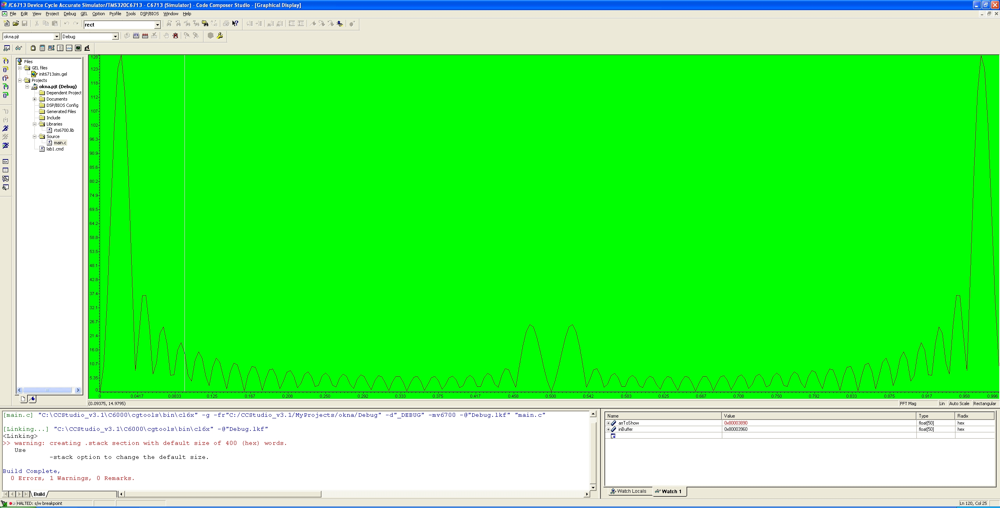 /C6713 Device Cycle Accurate Simulator/TMS320C6713 - C6713 (Simulator) - Code Composer Studio - [Graphical Display]
File Edit View Project Debug GEL Option Profile Tools DSP/BIOS Window Help
rect
okna.pjt Debug
Files
GEL files
init6713sim.gel
Projects
okna.pjt (Debug)
Dependent Project
Documents
DSP/BIOS Config
Generated Files
Include
Libraries
rts6700.lib
Source
main.c
lab1.cmd
128
123
118
112
107
102
96.3
90.9
85.6
80.2
74.9
69.5
64.2
58.8
53.5
48.1
42.8
37.4
32.1
26.7
21.4
16.0
10.7
5.35
0
0 0.0417 0.0833 0.125 0.167 0.208 0.250 0.292 0.333 0.375 0.417 0.458 0.500 0.542 0.583 0.625 0.667 0.708 0.750 0.792 0.833 0.875 0.917 0.958 0.996
(0.09375, 14.9795) FFT Mag Lin Auto Scale Rectangular
[main.c] "C:\CCStudio_v3.1\C6000\cgtools\bin\cl6x" -g -fr"C:/CCStudio_v3.1/MyProjects/okna/Debug" -d"_DEBUG" -mv6700 -@"Debug.lkf" "main.c"
[Linking...] "C:\CCStudio_v3.1\C6000\cgtools\bin\cl6x" -@"Debug.lkf"
<Linking>
>> warning: creating .stack section with default size of 400 (hex) words.
Use
-stack option to change the default size.
Build Complete,
0 Errors, 1 Warnings, 0 Remarks.
Build
Name Value Type Radix
arrToShow 0x80003890 float[50] hex
inBuffer 0x80003960 float[50] hex
Watch Locals Watch 1
HALTED: s/w breakpoint Ln 120, Col 25